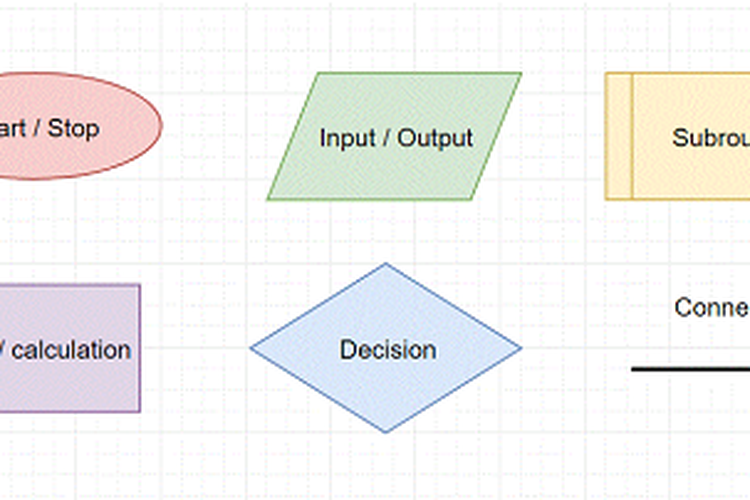 art / Stop
Input / Output
Subrou
/ calculation
Decision
Conne